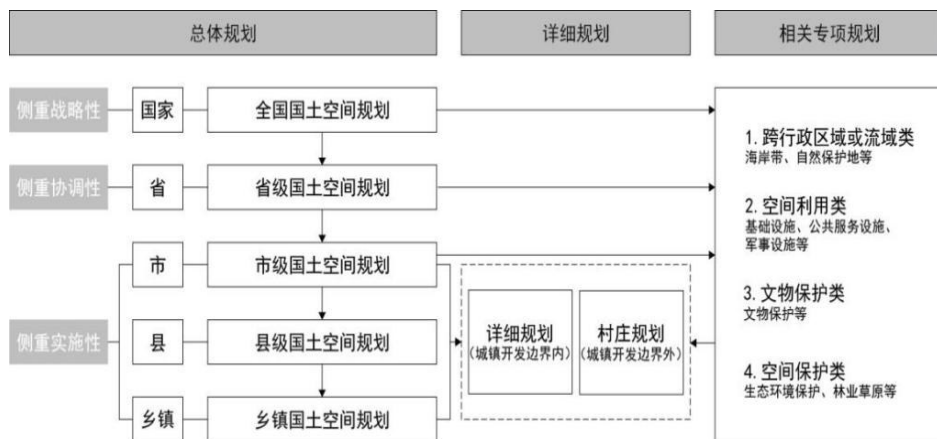 总体规划
详细规划
相关专项规划
侧重战略性
国家
全国国土空间规划
侧重协调性
省
省级国土空间规划
侧重实施性
市
市级国土空间规划
县
县级国土空间规划
乡镇
乡镇国土空间规划
详细规划
(城镇开发边界内)
村庄规划
(城镇开发边界外)
1. 跨行政区域或流域类
海岸带、自然保护地等
2. 空间利用类
基础设施、公共服务设施、
军事设施等
3. 文物保护类
文物保护等
4. 空间保护类
生态环境保护、林业草原等